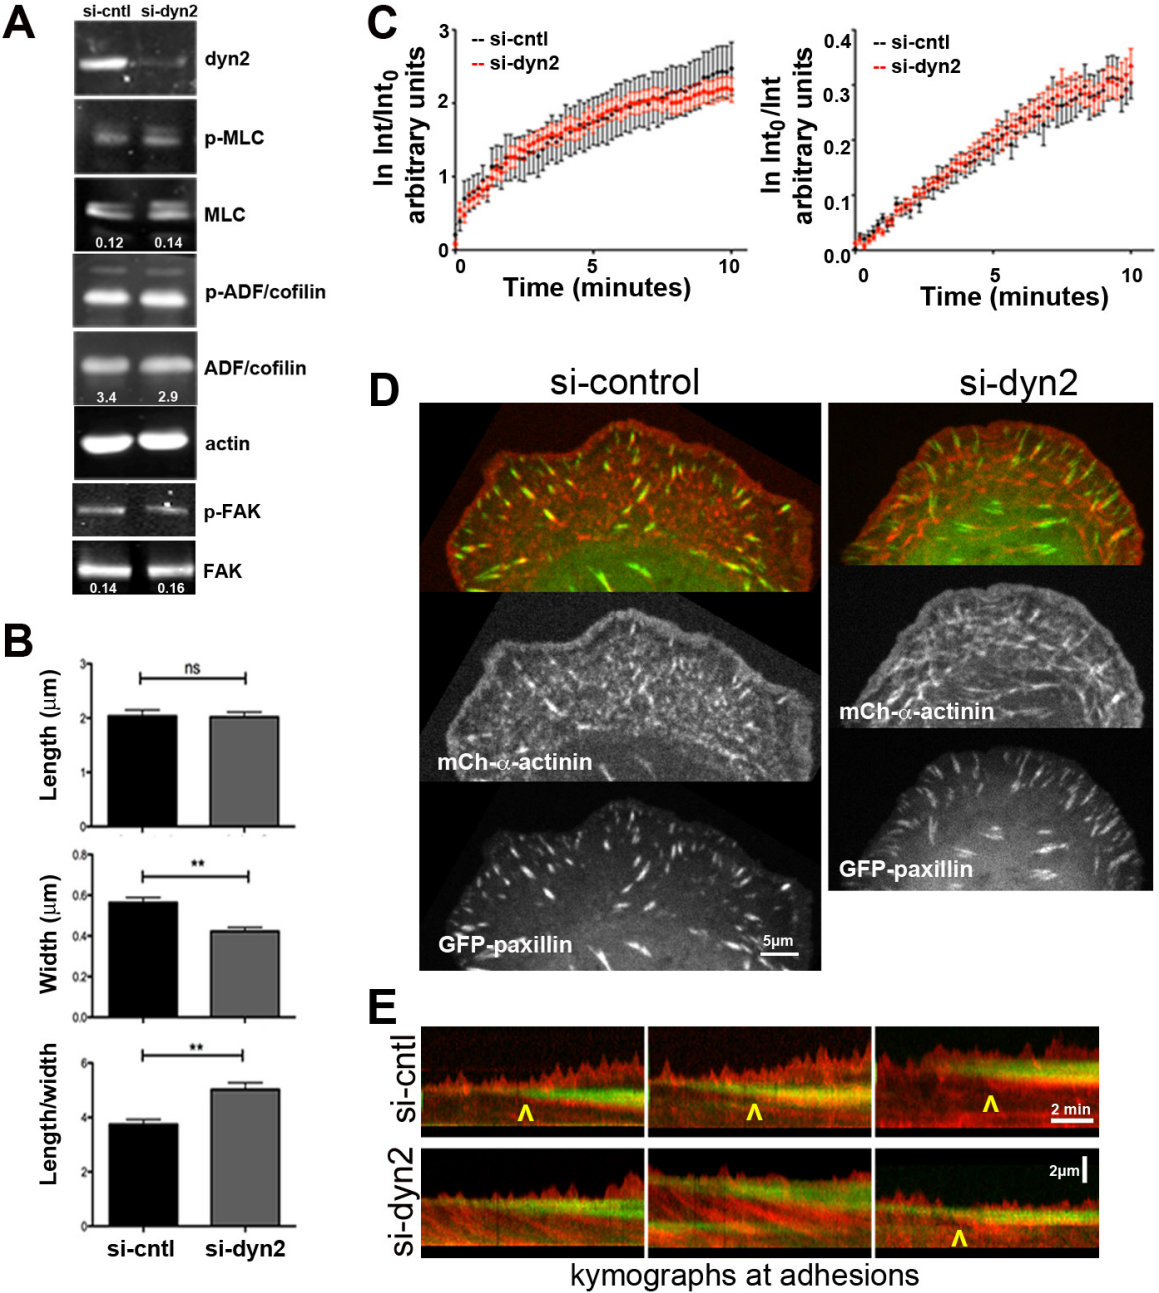 A
si-cntl si-dyn2
dyn2
p-MLC
MLC
0.12 0.14
p-ADF/cofilin
ADF/cofilin
3.4 2.9
actin
p-FAK
FAK
0.14 0.16
B
Length (μm)
3
2
1
0
ns
Width (μm)
0.8
0.6
0.4
0.2
0.0
**
Length/width
6
4
2
0
**
si-cntl si-dyn2
C
ln Int/Int0
arbitrary units
3
2
1
0
-- si-cntl
-- si-dyn2
0 5 10
Time (minutes)
ln Int0/Int
arbitrary units
0.4
0.3
0.2
0.1
0.0
-- si-cntl
-- si-dyn2
0 5 10
Time (minutes)
D
si-control
si-dyn2
mCh-α-actinin
GFP-paxillin
5μm
mCh-α-actinin
GFP-paxillin
E
si-cntl
2 min
si-dyn2
2μm
kymographs at adhesions